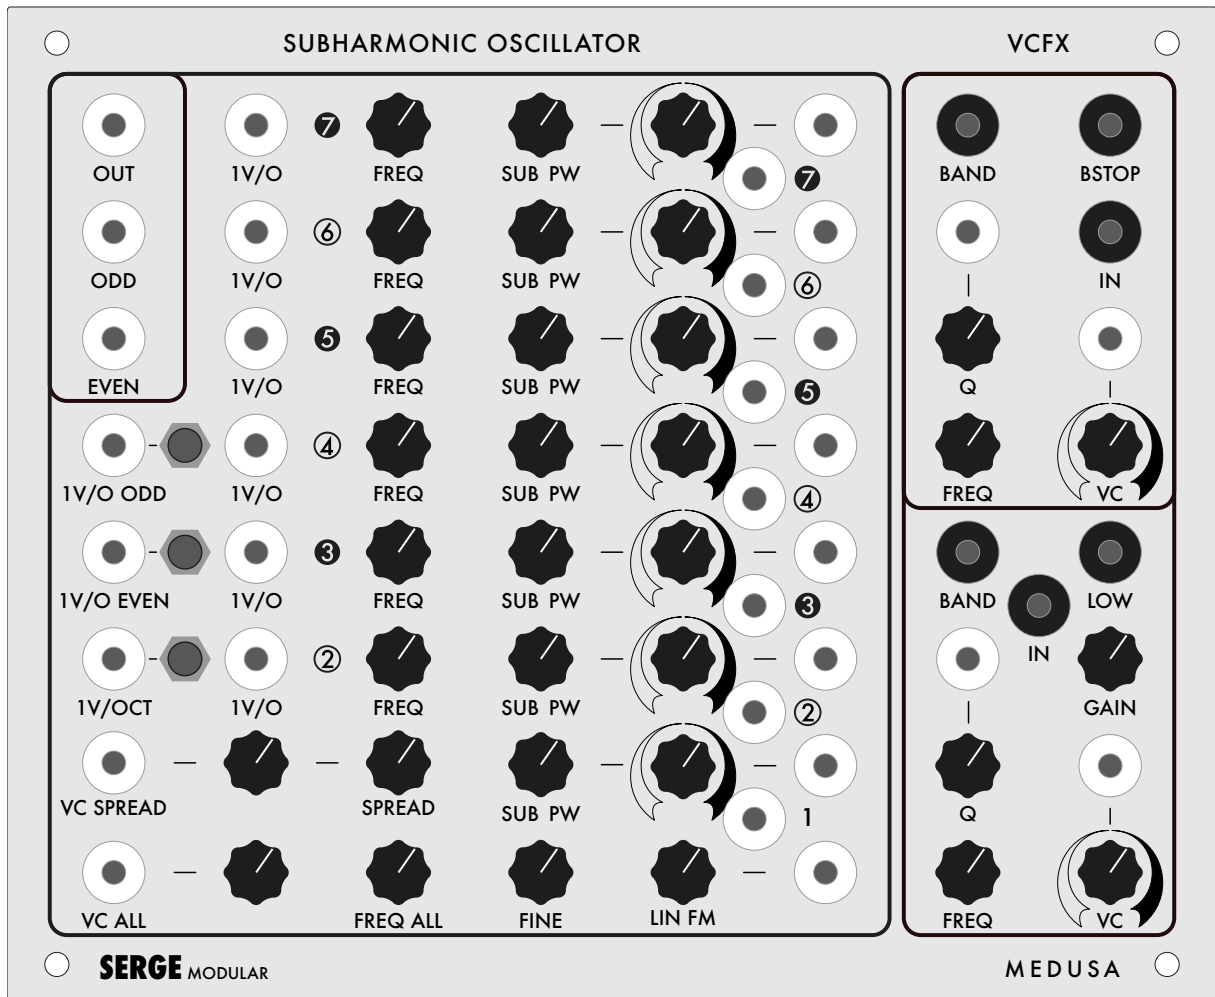 SUBHARMONIC OSCILLATOR VCFX
7
OUT 1V/O FREQ SUB PW BAND BSTOP
7
6
ODD 1V/O FREQ SUB PW IN
6
5
EVEN 1V/O FREQ SUB PW Q
5
4
1V/O ODD 1V/O FREQ SUB PW FREQ VC
4
3
1V/O EVEN 1V/O FREQ SUB PW BAND LOW
3
2
IN
1V/OCT 1V/O FREQ SUB PW GAIN
2
VC SPREAD SPREAD SUB PW Q
1
VC ALL FREQ ALL FINE LIN FM FREQ VC
SERGE MODULAR MEDUSA